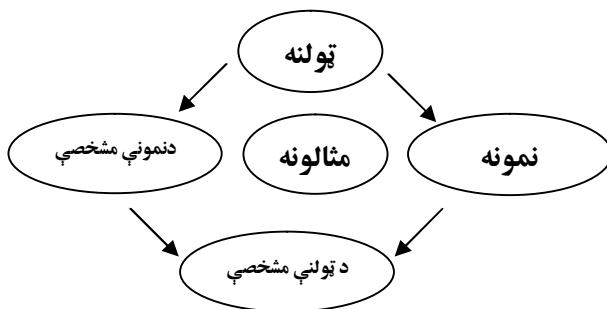 ټولنه
نمونه
مثالونه
دنمونې مشخصې
د ټولنې مشخصې